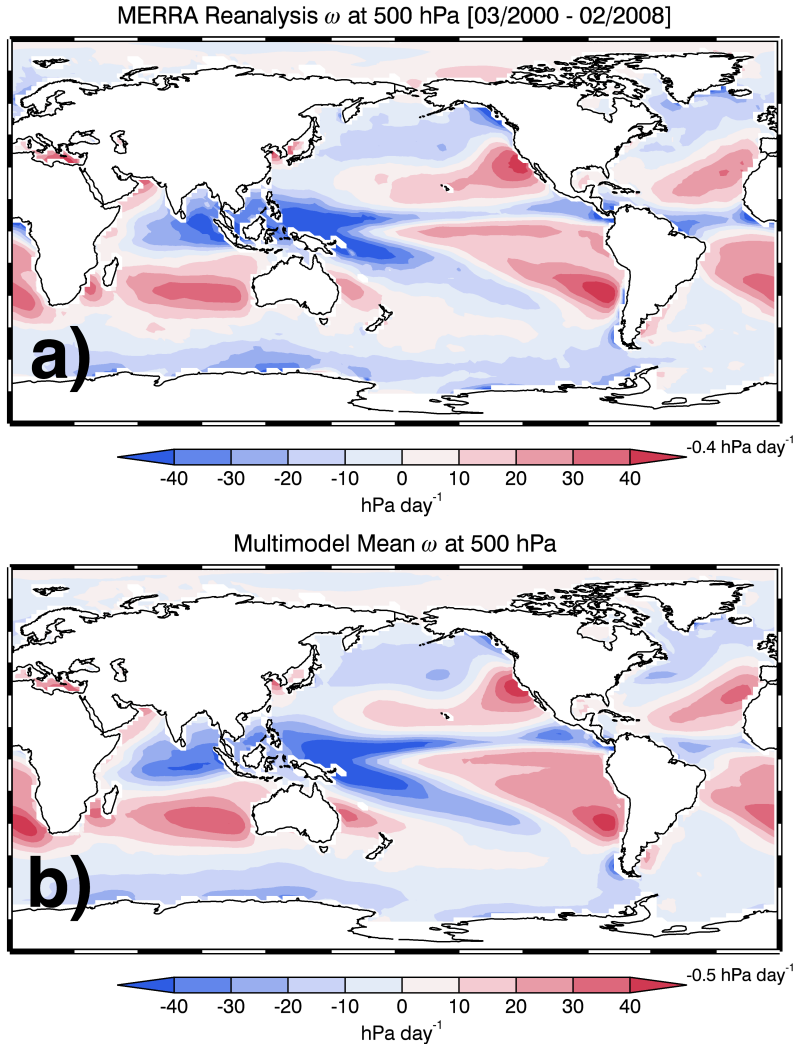 MERRA Reanalysis ω at 500 hPa [03/2000 - 02/2008]
a)
-0.4 hPa day-1
-40 -30 -20 -10 0 10 20 30 40
hPa day-1
Multimodel Mean ω at 500 hPa
b)
-0.5 hPa day-1
-40 -30 -20 -10 0 10 20 30 40
hPa day-1